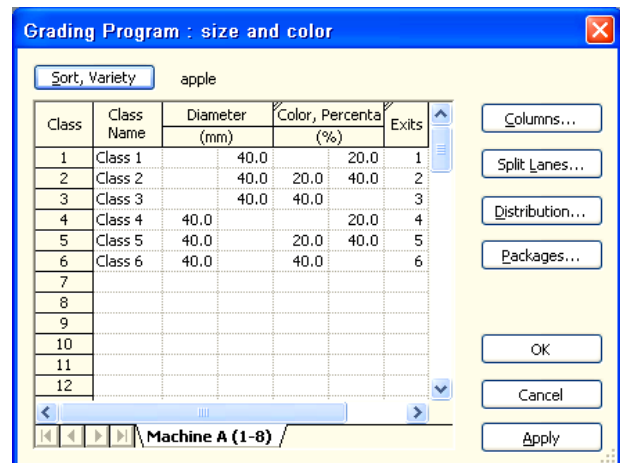 Grading Program : size and color
Sort, Variety apple
Class Class Name Diameter Color, Percenta Exits
(mm) (%)
1 Class 1 40.0 20.0 1
2 Class 2 40.0 20.0 40.0 2
3 Class 3 40.0 40.0 3
4 Class 4 40.0 20.0 4
5 Class 5 40.0 20.0 40.0 5
6 Class 6 40.0 40.0 6
7
8
9
10
11
12
Machine A (1-8)
Columns...
Split Lanes...
Distribution...
Packages...
OK
Cancel
Apply